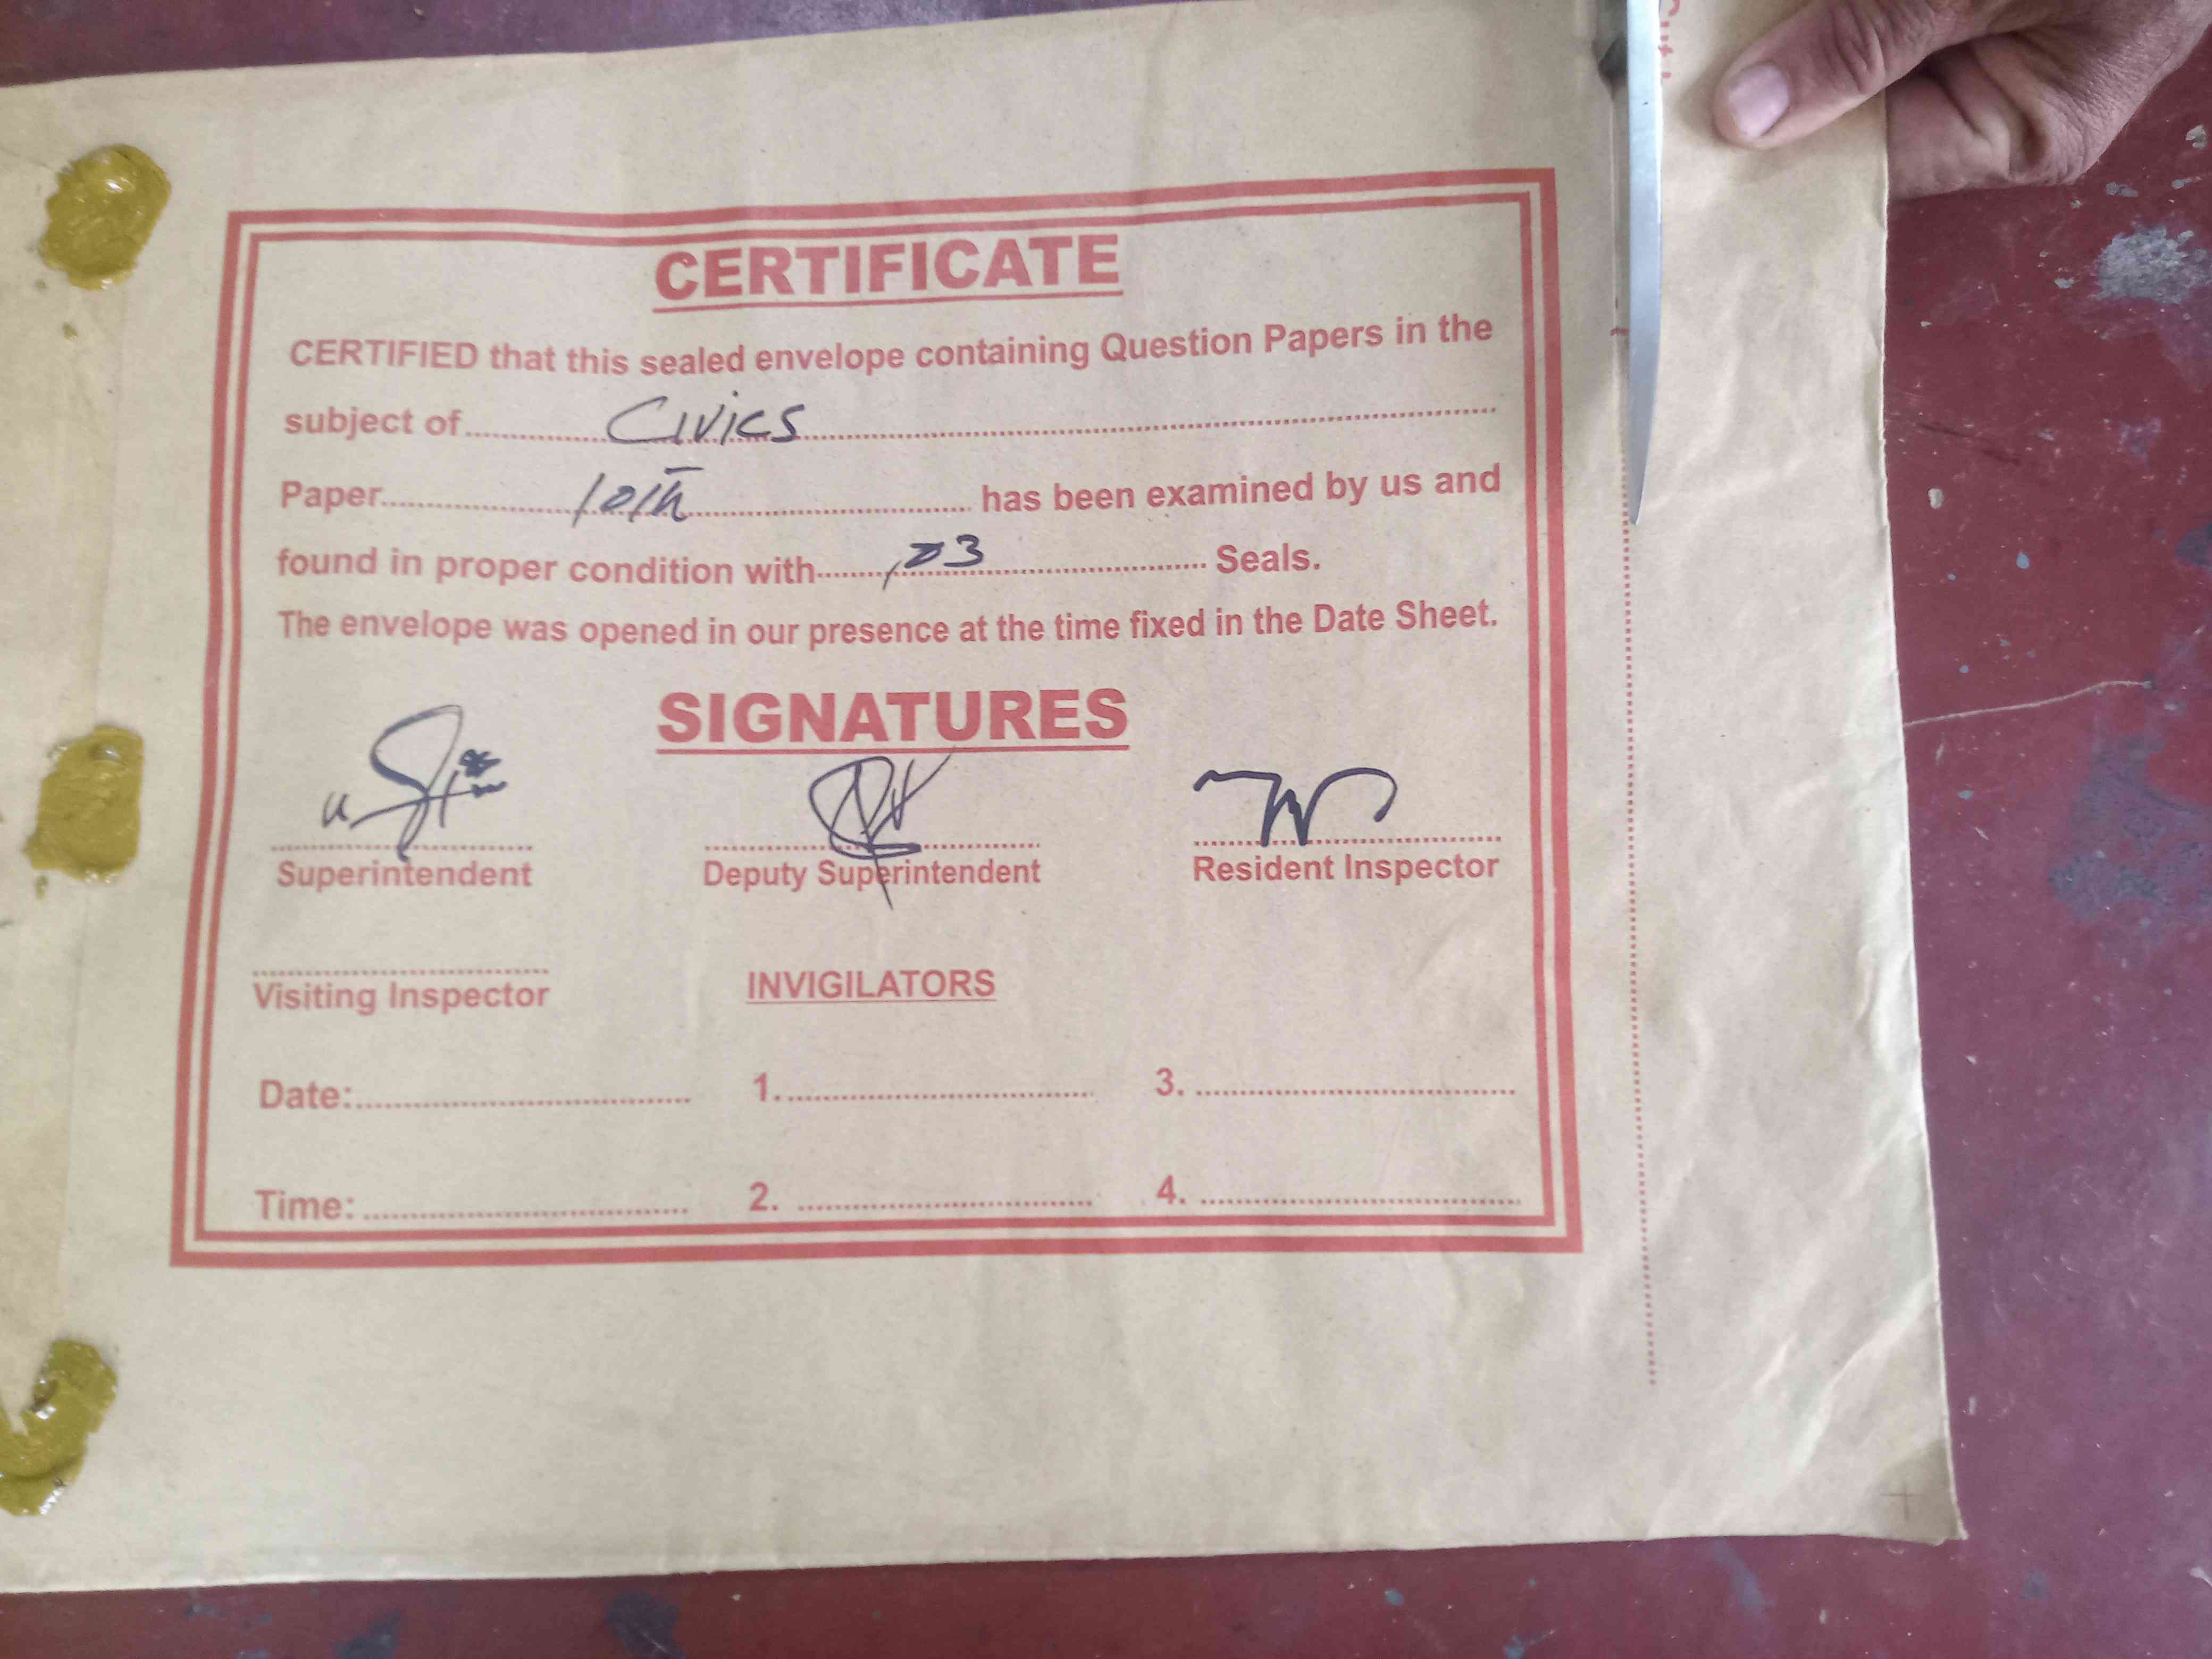 CERTIFICATE
CERTIFIED that this sealed envelope containing Question Papers in the
subject of.......Civics.......
Paper.......10th....... has been examined by us and
found in proper condition with.......03....... Seals.
The envelope was opened in our presence at the time fixed in the Date Sheet.
SIGNATURES
Superintendent Deputy Superintendent Resident Inspector
Visiting Inspector INVIGILATORS
Date:....... 1........ 3. .......
Time: ....... 2. ....... 4. .......